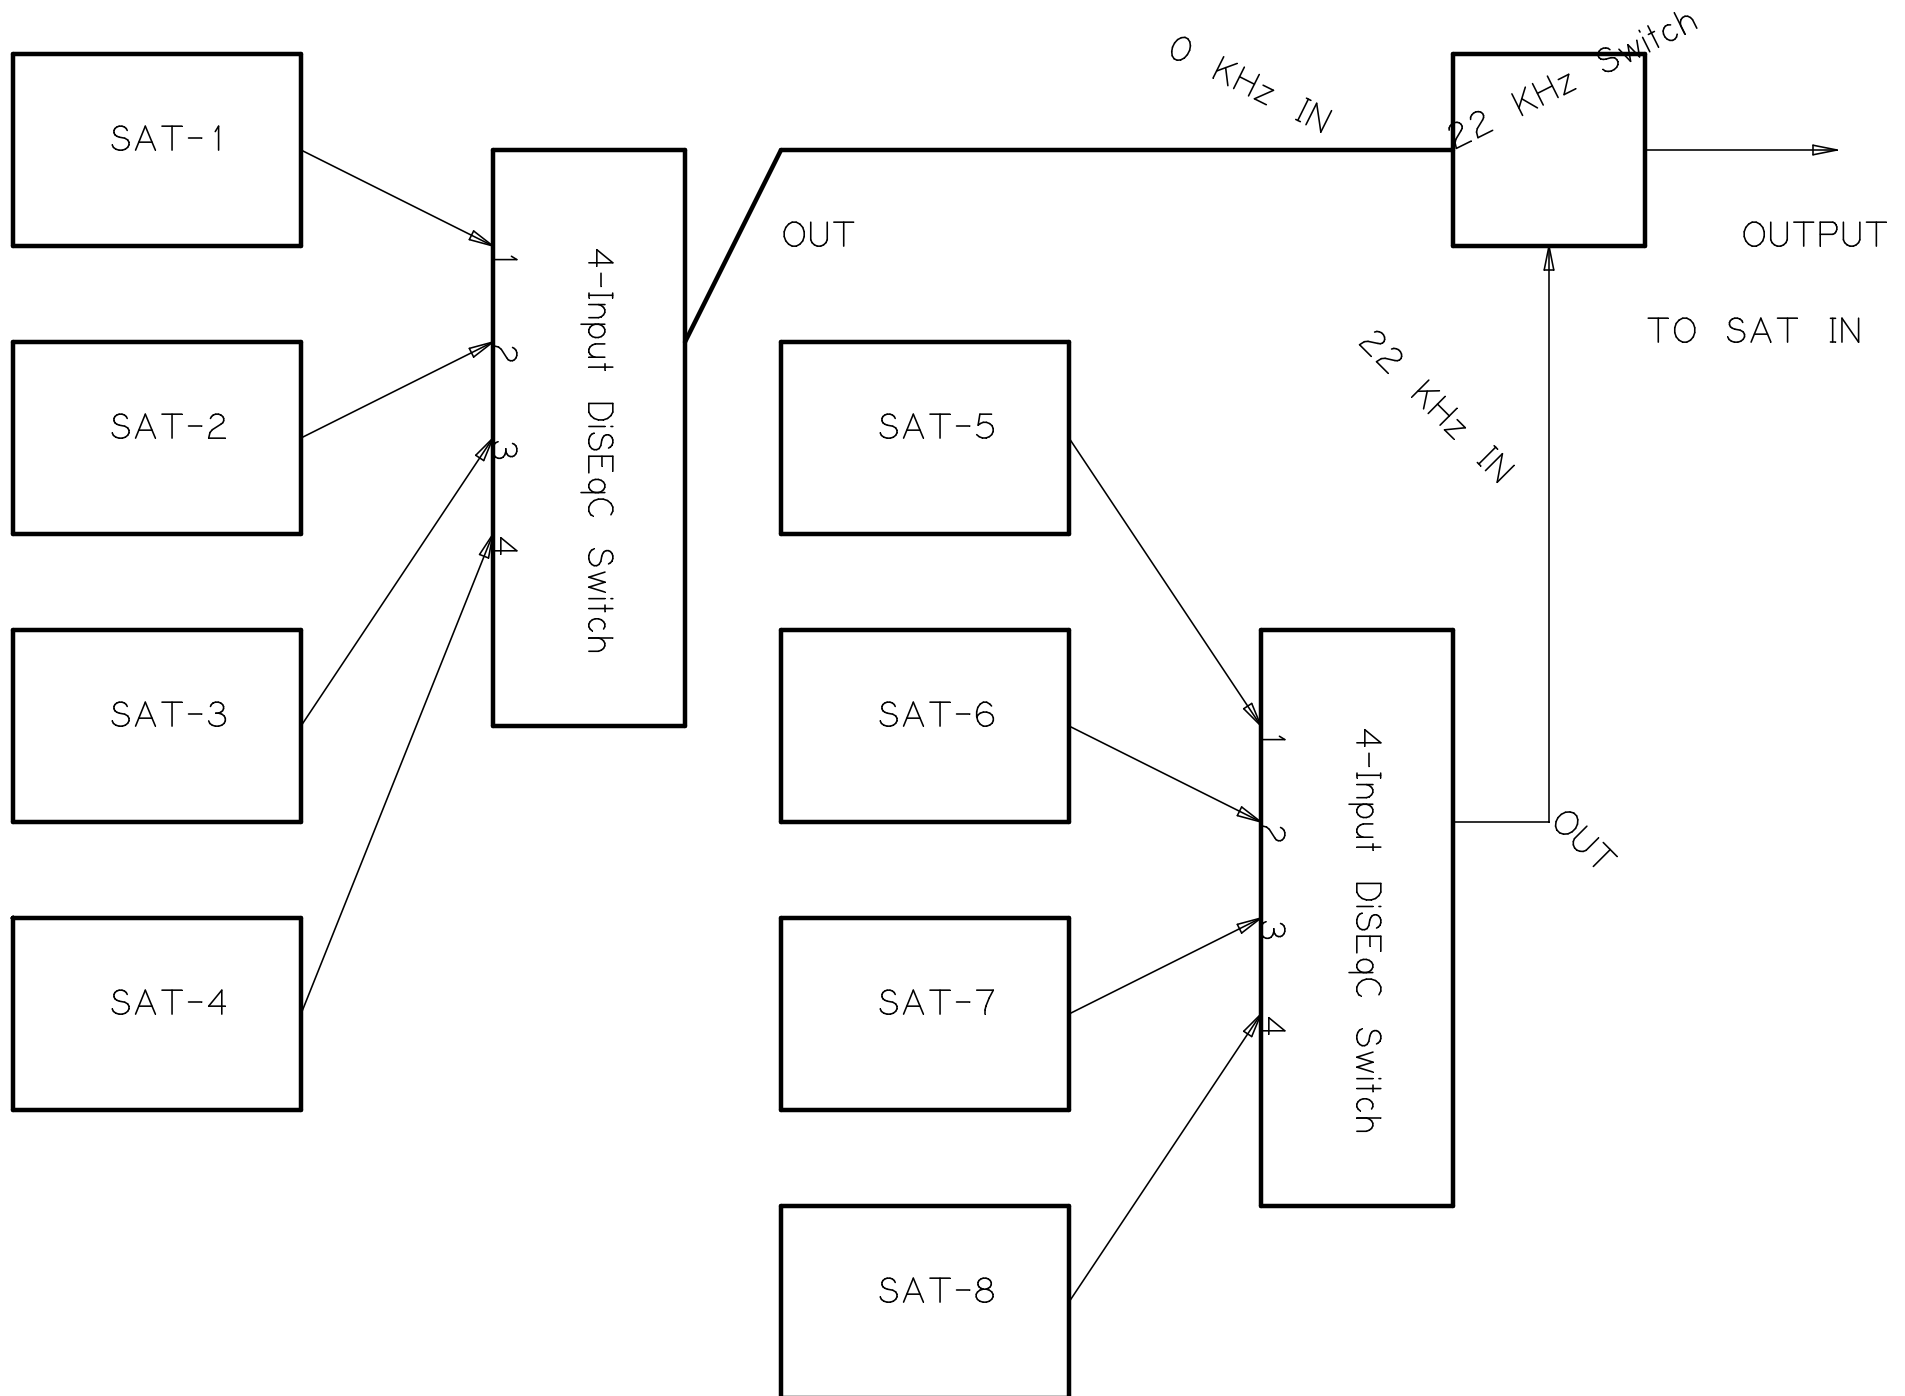 0 KHz IN
22 KHz Switch
SAT-1
OUT
OUTPUT
TO SAT IN
1
2
3
4
4-Input DiSEqC Switch
SAT-2
SAT-3
SAT-4
22 KHz IN
SAT-5
SAT-6
SAT-7
SAT-8
1
2
3
4
4-Input DiSEqC Switch
OUT